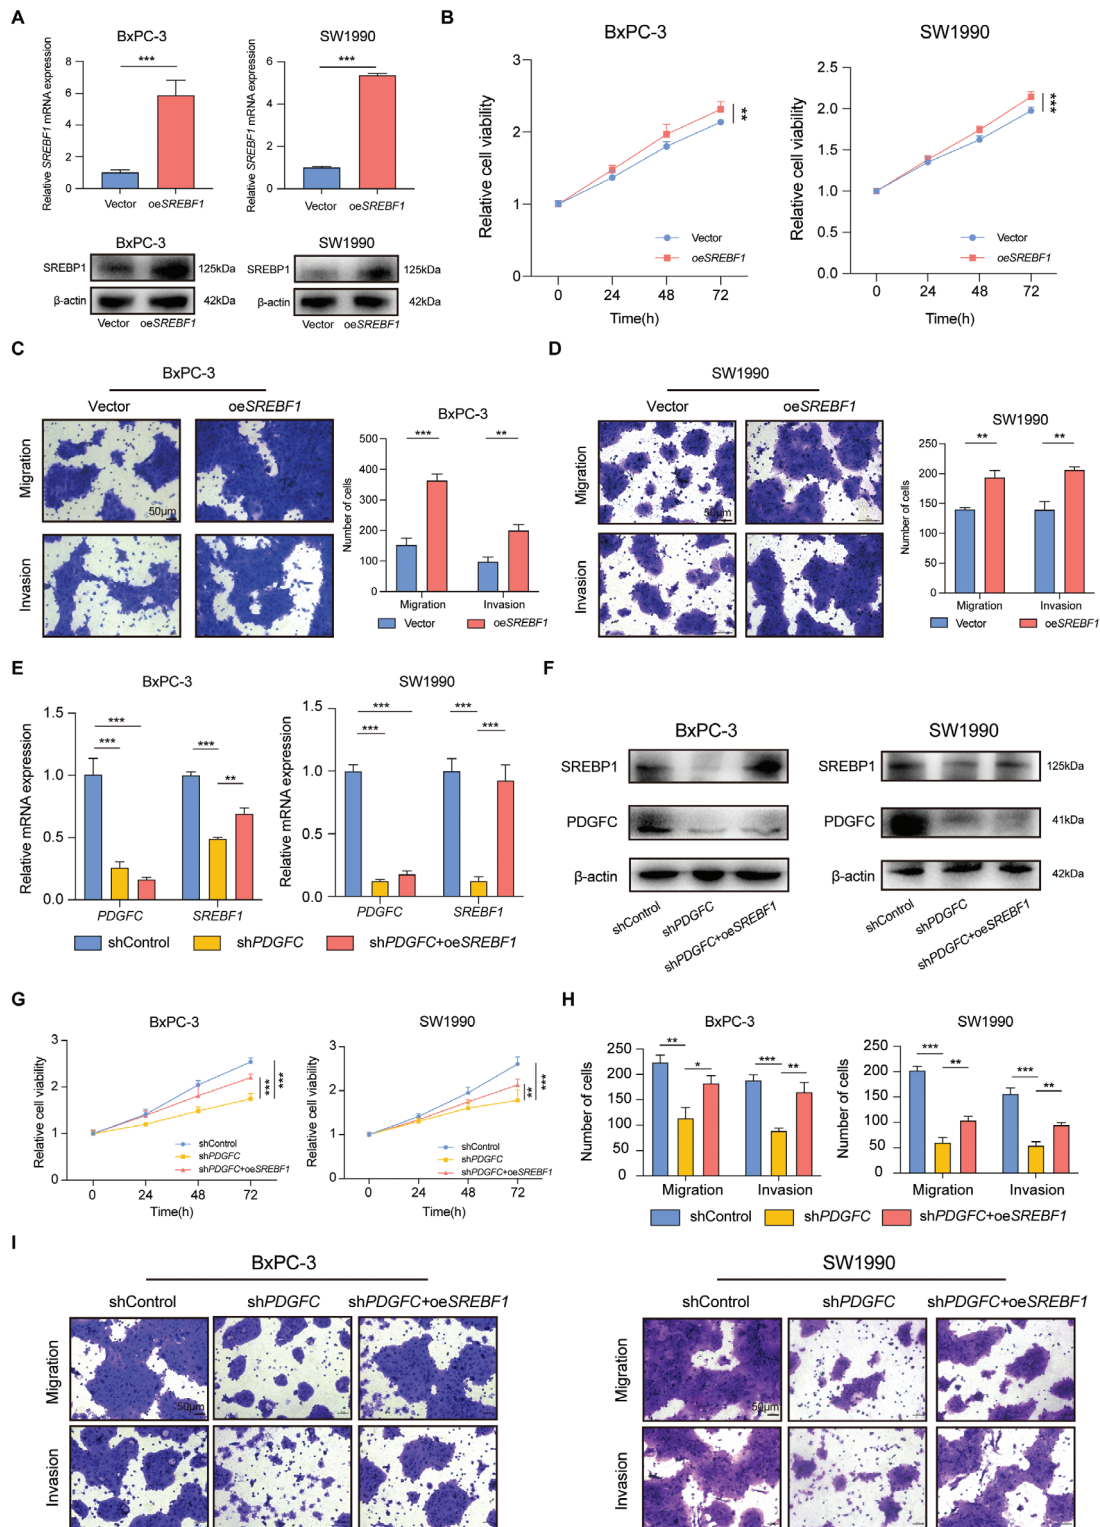 A
BxPC-3
SW1990
Relative SREBF1 mRNA expression
8
6
4
2
0
***
Vector
oeSREBF1
Relative SREBF1 mRNA expression
6
4
2
0
***
Vector
oeSREBF1
BxPC-3
SW1990
SREBP1
125kDa
β-actin
42kDa
Vector oeSREBF1
SREBP1
125kDa
β-actin
42kDa
Vector oeSREBF1
B
BxPC-3
SW1990
Relative cell viability
3
2
1
0
**
Vector
oeSREBF1
0 24 48 72
Time(h)
Relative cell viability
2.5
2.0
1.5
1.0
0.5
0.0
***
Vector
oeSREBF1
0 24 48 72
Time(h)
C
BxPC-3
Vector
oeSREBF1
Migration
50μm
Invasion
BxPC-3
Number of cells
500
400
300
200
100
0
*** **
Migration Invasion
Vector oeSREBF1
D
SW1990
Vector
oeSREBF1
Migration
50μm
Invasion
SW1990
Number of cells
250
200
150
100
50
0
** **
Migration Invasion
Vector oeSREBF1
E
BxPC-3
SW1990
Relative mRNA expression
1.5
1.0
0.5
0.0
***
***
***
**
PDGFC SREBF1
Relative mRNA expression
1.5
1.0
0.5
0.0
***
***
***
***
PDGFC SREBF1
shControl shPDGFC shPDGFC+oeSREBF1
F
BxPC-3
SW1990
SREBP1
PDGFC
β-actin
shControl
shPDGFC
shPDGFC+oeSREBF1
SREBP1
125kDa
PDGFC
41kDa
β-actin
42kDa
shControl
shPDGFC
shPDGFC+oeSREBF1
G
BxPC-3
SW1990
Relative cell viability
3
2
1
0
***
***
shControl
shPDGFC
shPDGFC+oeSREBF1
0 24 48 72
Time(h)
Relative cell viability
3
2
1
0
**
***
shControl
shPDGFC
shPDGFC+oeSREBF1
0 24 48 72
Time(h)
H
BxPC-3
SW1990
Number of cells
250
200
150
100
50
0
**
*
***
**
Migration Invasion
Number of cells
250
200
150
100
50
0
***
**
***
**
Migration Invasion
shControl shPDGFC shPDGFC+oeSREBF1
I
BxPC-3
SW1990
shControl shPDGFC shPDGFC+oeSREBF1
shControl shPDGFC shPDGFC+oeSREBF1
Migration
50μm
Migration
50μm
Invasion
Invasion